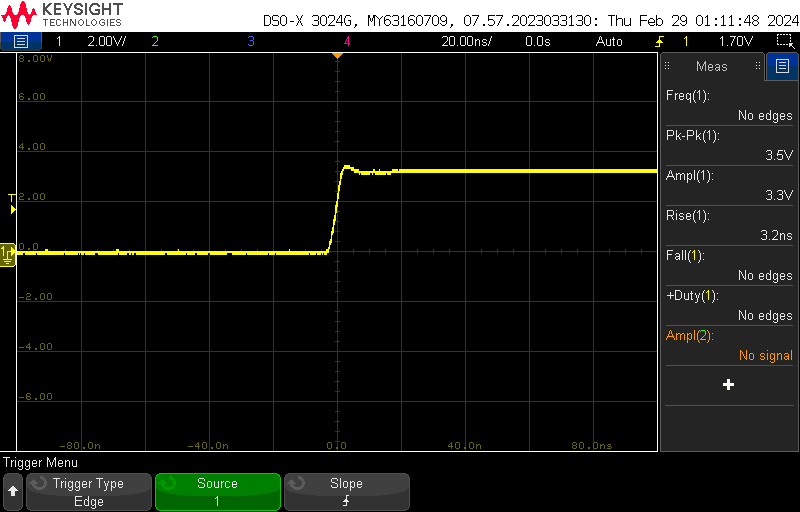 KEYSIGHT
TECHNOLOGIES
DSO-X 3024G, MY63160709, 07.57.2023033130: Thu Feb 29 01:11:48 2024
1 2.00V/ 2 3 4 20.00ns/ 0.0s Auto 1 1.70V
8.00V
6.00
4.00
2.00
0.0
-2.00
-4.00
-6.00
T
1
-80.0n -40.0n 0.0 40.0n 80.0ns
Meas
Freq(1):
No edges
Pk-Pk(1):
3.5V
Ampl(1):
3.3V
Rise(1):
3.2ns
Fall(1):
No edges
+Duty(1):
No edges
Ampl(2):
No signal
Trigger Menu
Trigger Type
Edge
Source
1
Slope